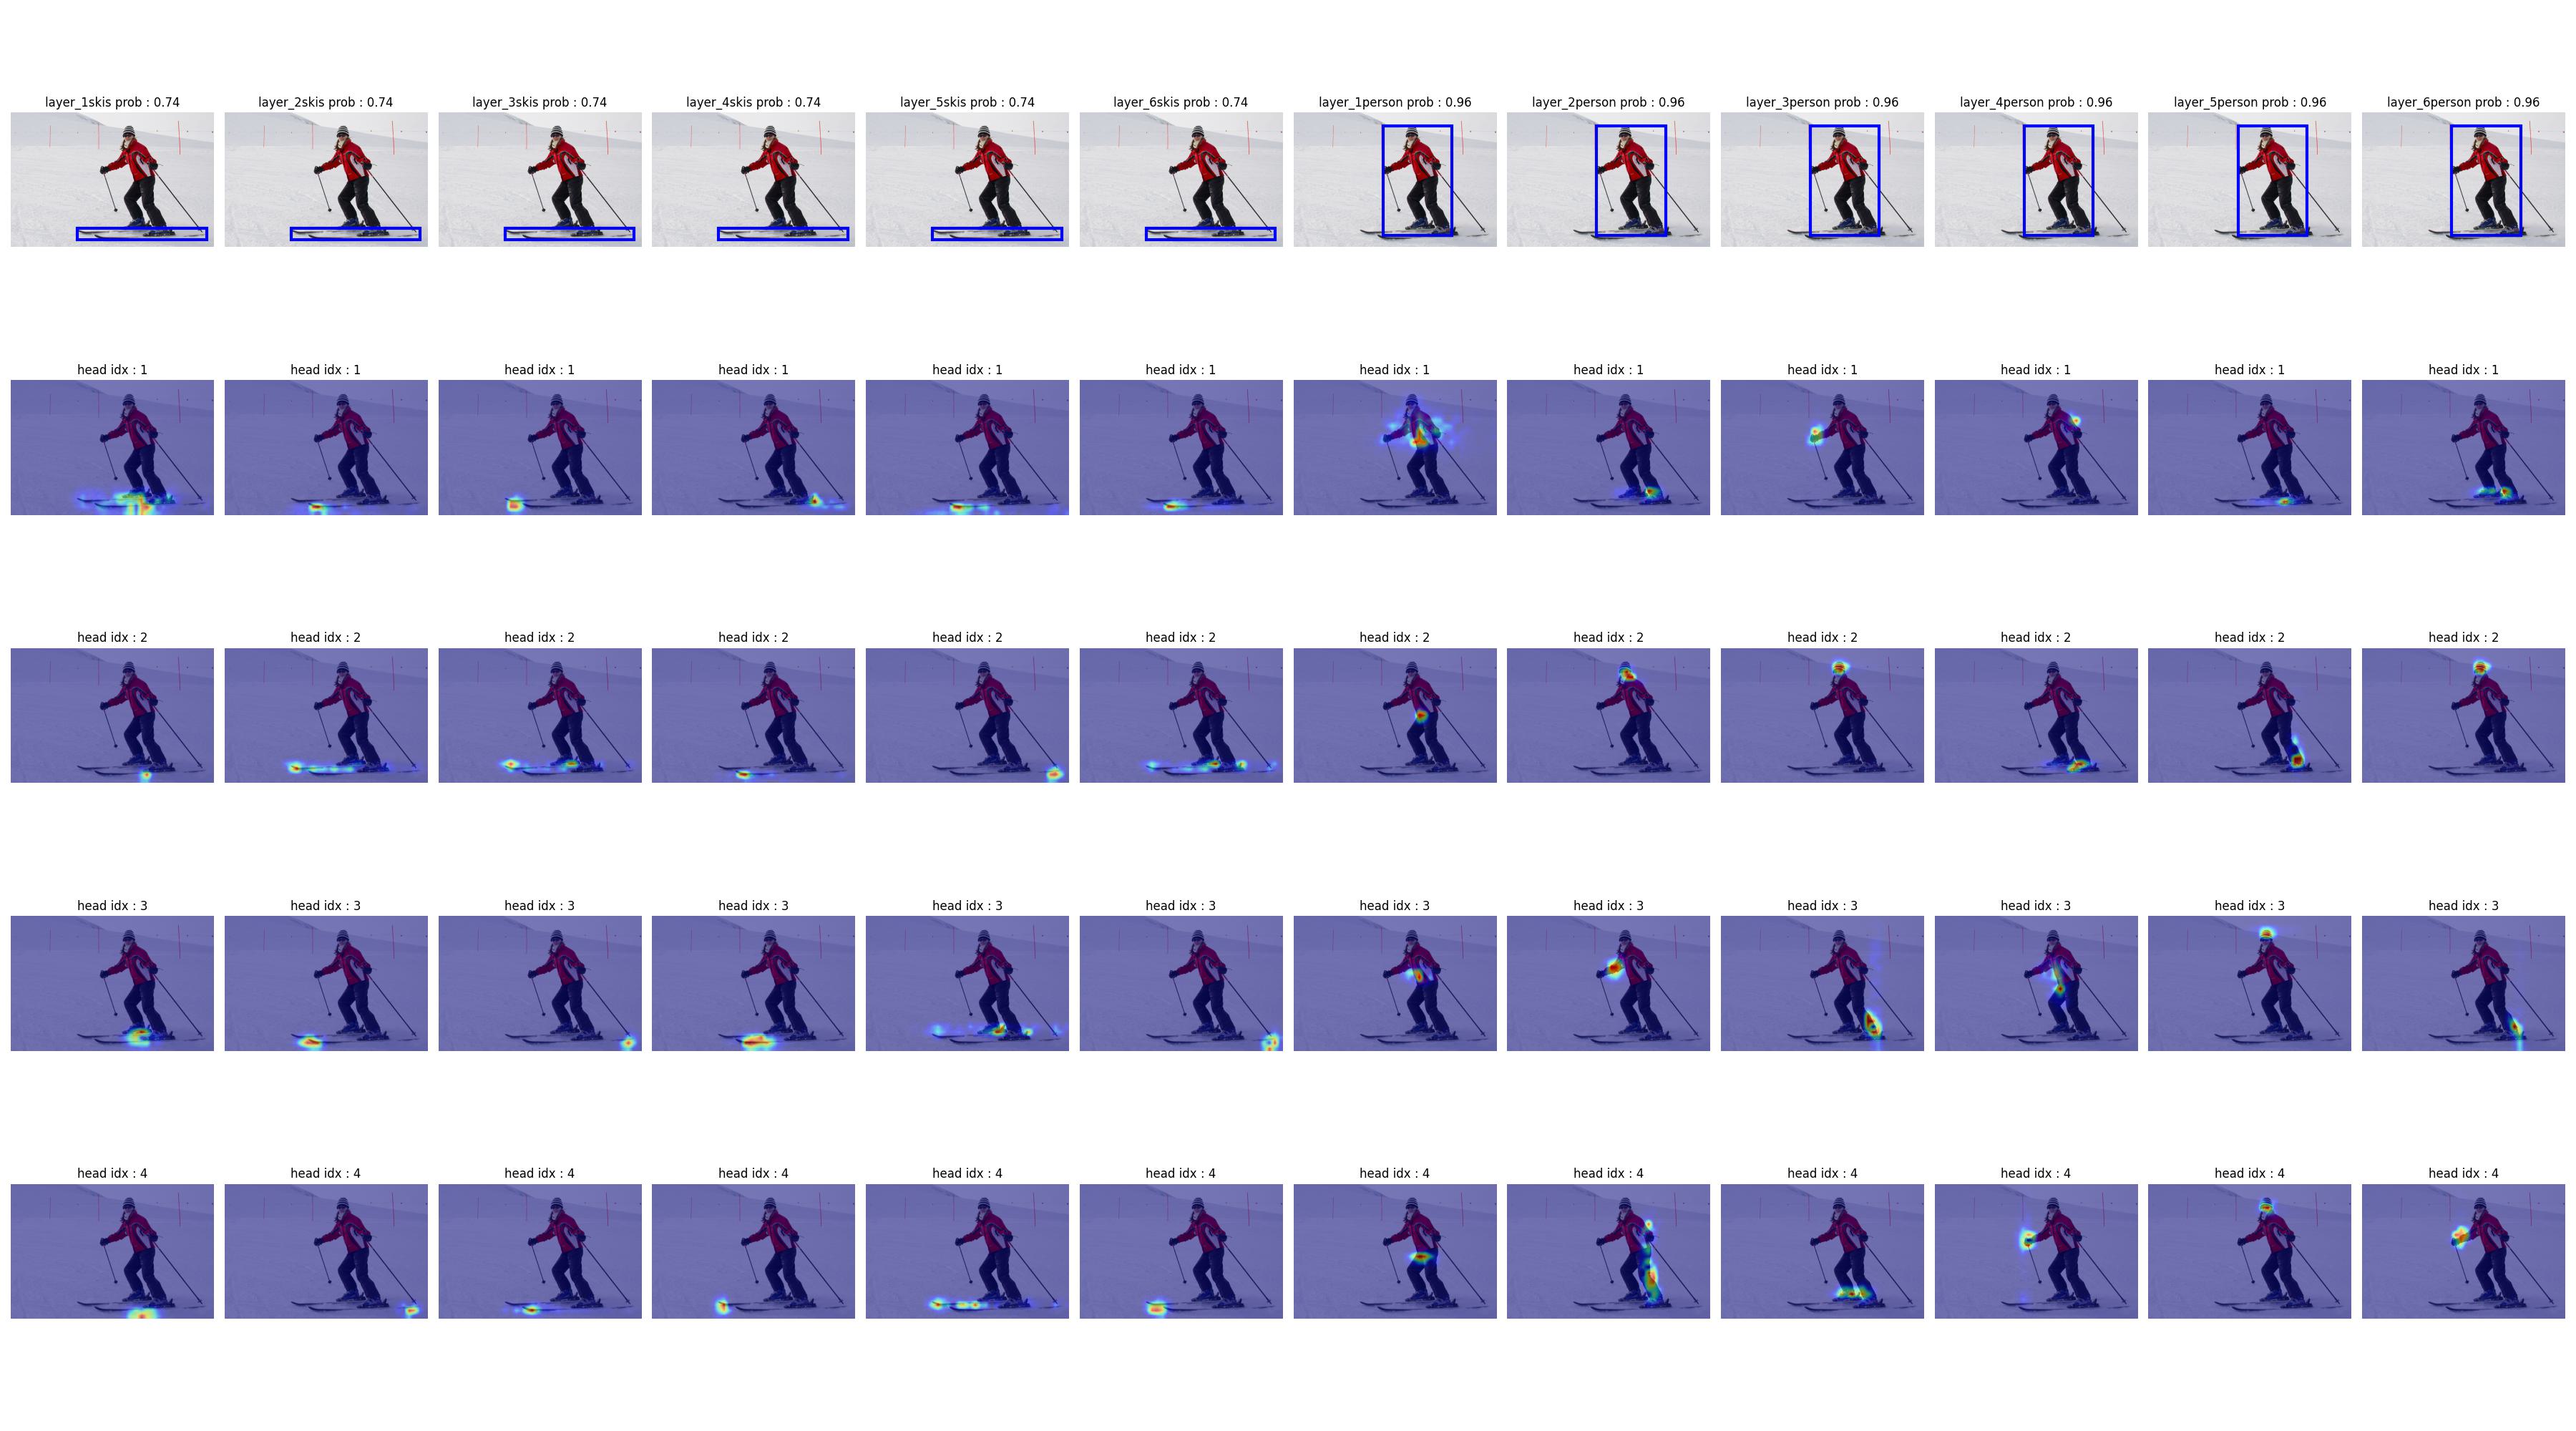 layer_1skis prob : 0.74 layer_2skis prob : 0.74 layer_3skis prob : 0.74 layer_4skis prob : 0.74 layer_5skis prob : 0.74 layer_6skis prob : 0.74 layer_1person prob : 0.96 layer_2person prob : 0.96 layer_3person prob : 0.96 layer_4person prob : 0.96 layer_5person prob : 0.96 layer_6person prob : 0.96
head idx : 1 head idx : 1 head idx : 1 head idx : 1 head idx : 1 head idx : 1 head idx : 1 head idx : 1 head idx : 1 head idx : 1 head idx : 1 head idx : 1
head idx : 2 head idx : 2 head idx : 2 head idx : 2 head idx : 2 head idx : 2 head idx : 2 head idx : 2 head idx : 2 head idx : 2 head idx : 2 head idx : 2
head idx : 3 head idx : 3 head idx : 3 head idx : 3 head idx : 3 head idx : 3 head idx : 3 head idx : 3 head idx : 3 head idx : 3 head idx : 3 head idx : 3
head idx : 4 head idx : 4 head idx : 4 head idx : 4 head idx : 4 head idx : 4 head idx : 4 head idx : 4 head idx : 4 head idx : 4 head idx : 4 head idx : 4